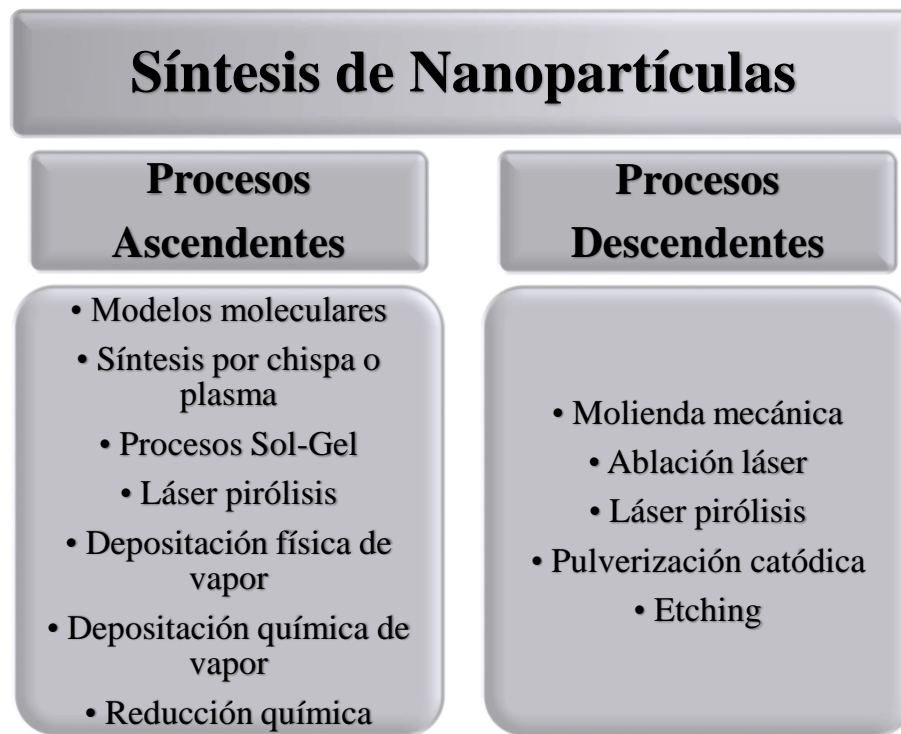 Síntesis de Nanopartículas
Procesos
Ascendentes
• Modelos moleculares
• Síntesis por chispa o
plasma
• Procesos Sol-Gel
• Láser pirólisis
• Depositación física de
vapor
• Depositación química de
vapor
• Reducción química
Procesos
Descendentes
• Molienda mecánica
• Ablación láser
• Láser pirólisis
• Pulverización catódica
• Etching